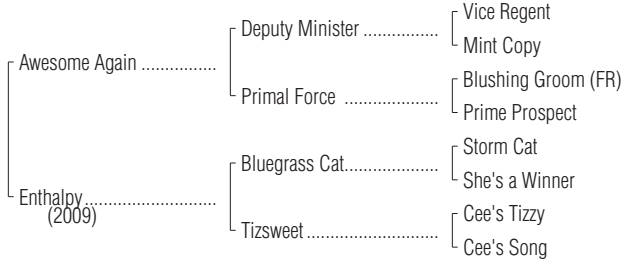 Vice Regent
Deputy Minister ..................
Mint Copy
Awesome Again ...............
Blushing Groom (FR)
Primal Force ......................
Prime Prospect
Storm Cat
Bluegrass Cat......................
She's a Winner
Enthalpy..........................
(2009)
Cee's Tizzy
Tizsweet ...............................
Cee's Song